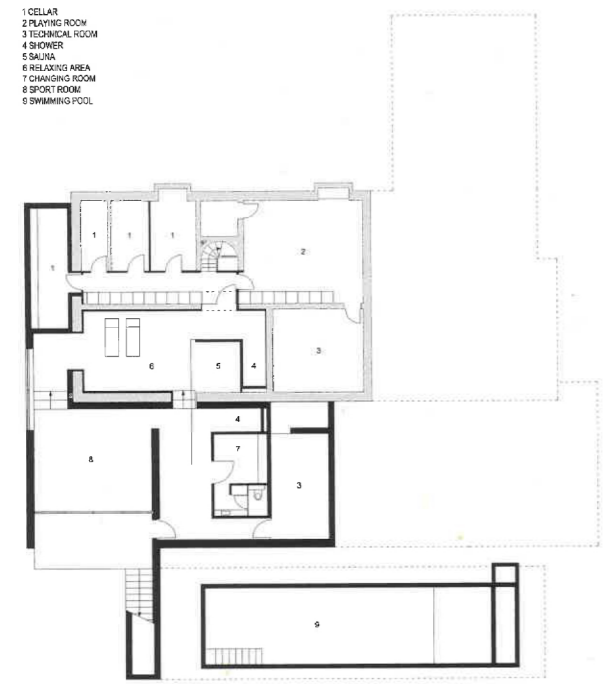 1 CELLAR
2 PLAYING ROOM
3 TECHNICAL ROOM
4 SHOWER
5 SAUNA
6 RELAXING AREA
7 CHANGING ROOM
8 SPORT ROOM
9 SWIMMING POOL
1 1 1
2
1
3
6 5 4
4
7
8
3
9